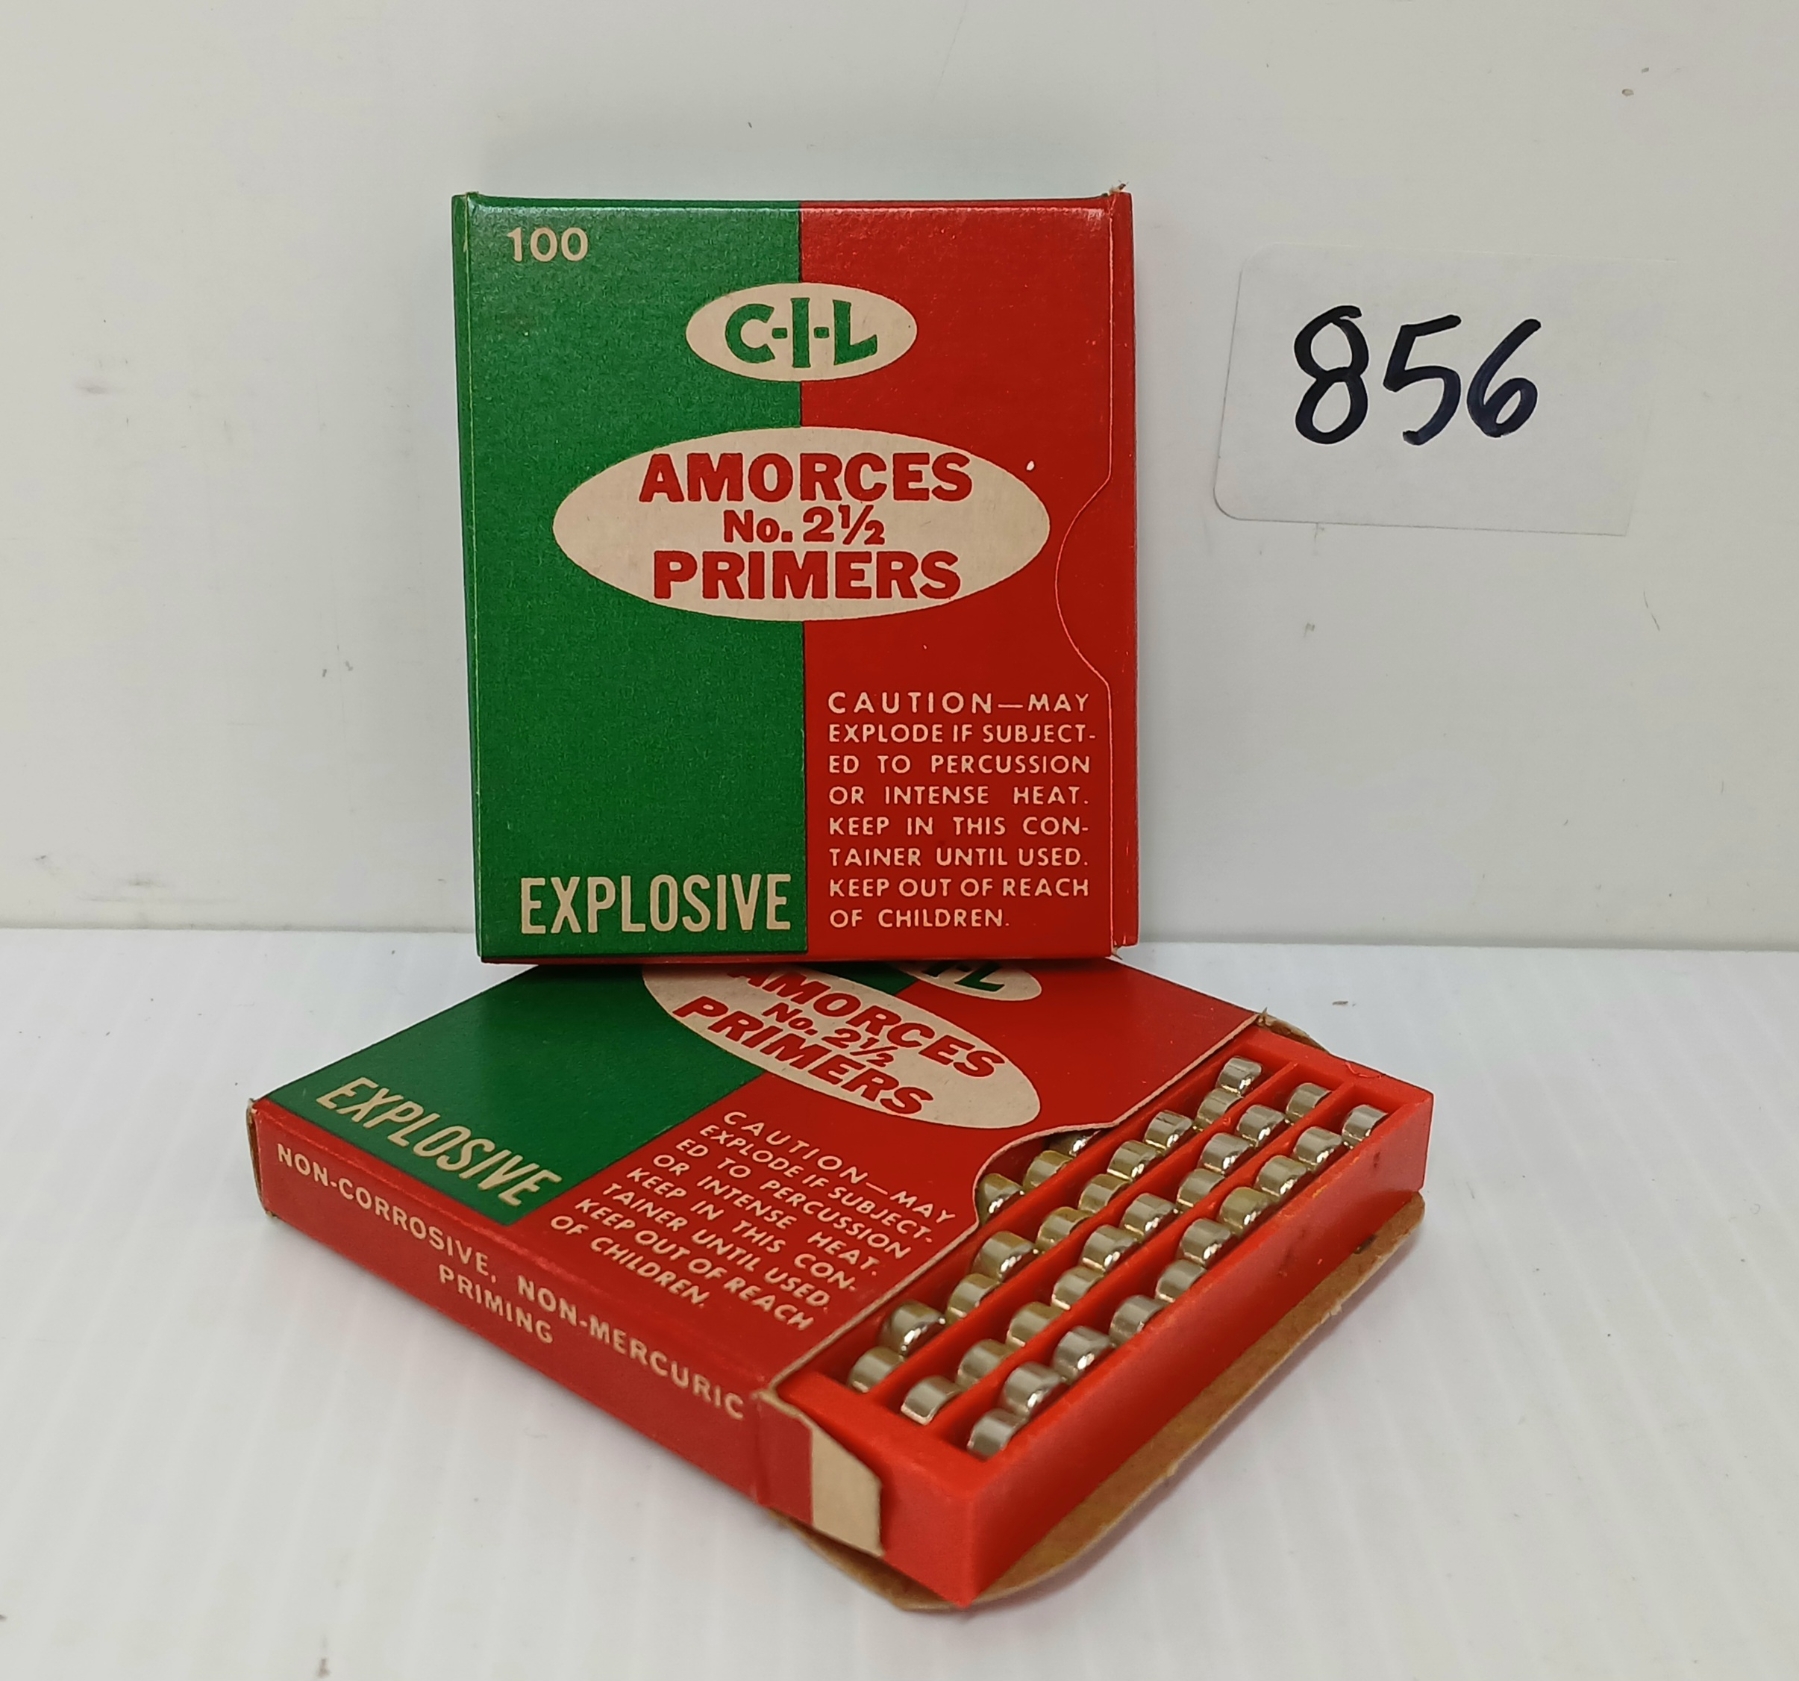 100
C-I-L
AMORCES
No. 2½
PRIMERS
CAUTION—MAY
EXPLODE IF SUBJECT-
ED TO PERCUSSION
OR INTENSE HEAT.
KEEP IN THIS CON-
TAINER UNTIL USED.
KEEP OUT OF REACH
OF CHILDREN.
EXPLOSIVE
856
I-L
AMORCES
No. 2½
PRIMERS
EXPLOSIVE
CAUTION—MAY
EXPLODE IF SUBJECT-
ED TO PERCUSSION
OR INTENSE HEAT.
KEEP IN THIS CON-
TAINER UNTIL USED.
KEEP OUT OF REACH
OF CHILDREN.
NON-CORROSIVE, NON-MERCURIC
PRIMING